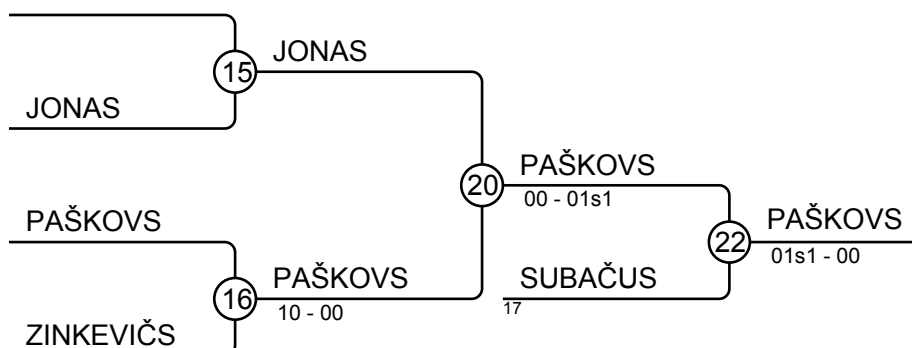 JONAS
15
JONAS
PAŠKOVS
20
00 - 01s1
PAŠKOVS
PAŠKOVS
22
01s1 - 00
PAŠKOVS
16
10 - 00
SUBAČUS
17
ZINKEVIČS